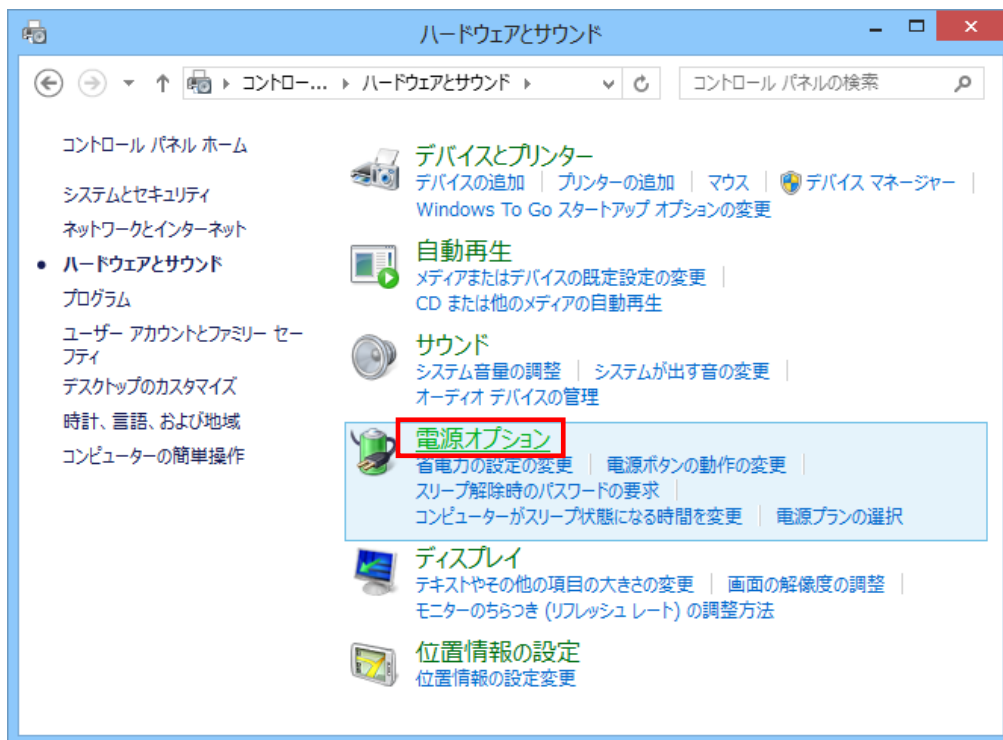 ハードウェアとサウンド
コントロー... ハードウェアとサウンド
コントロール パネルの検索
コントロール パネル ホーム
システムとセキュリティ
ネットワークとインターネット
ハードウェアとサウンド
プログラム
ユーザー アカウントとファミリー セー
フティ
デスクトップのカスタマイズ
時計、言語、および地域
コンピューターの簡単操作
デバイスとプリンター
デバイスの追加 | プリンターの追加 | マウス | デバイス マネージャー |
Windows To Go スタートアップ オプションの変更
自動再生
メディアまたはデバイスの既定設定の変更 |
CD または他のメディアの自動再生
サウンド
システム音量の調整 | システムが出す音の変更 |
オーディオ デバイスの管理
電源オプション
省電力の設定の変更 | 電源ボタンの動作の変更 |
スリープ解除時のパスワードの要求 |
コンピューターがスリープ状態になる時間を変更 | 電源プランの選択
ディスプレイ
テキストやその他の項目の大きさの変更 | 画面の解像度の調整 |
モニターのちらつき (リフレッシュ レート) の調整方法
位置情報の設定
位置情報の設定変更